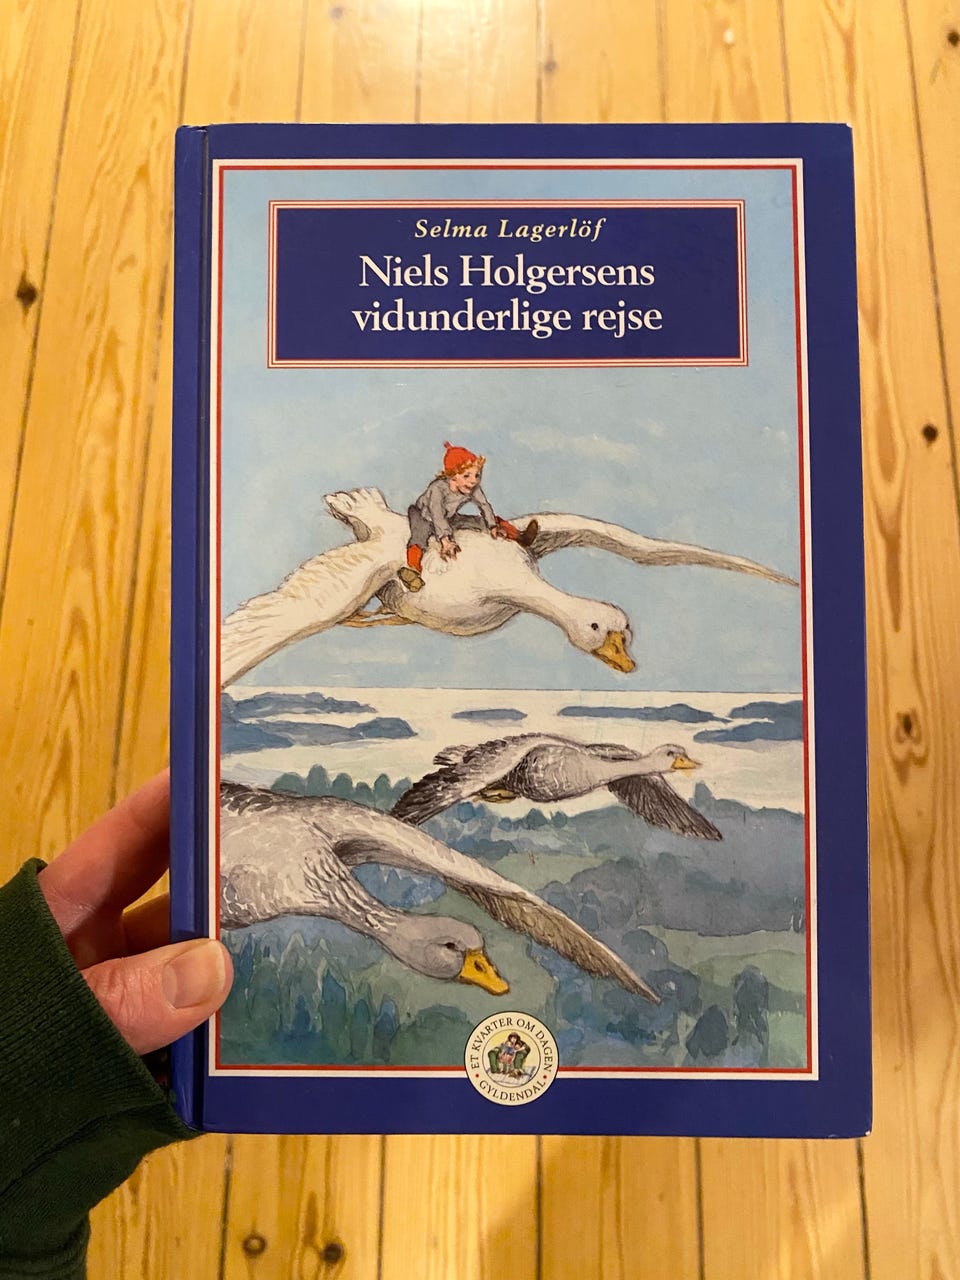 Selma Lagerlöf
Niels Holgersens
vidunderlige rejse
• ET KVARTER OM DAGEN •
GYLDENDAL